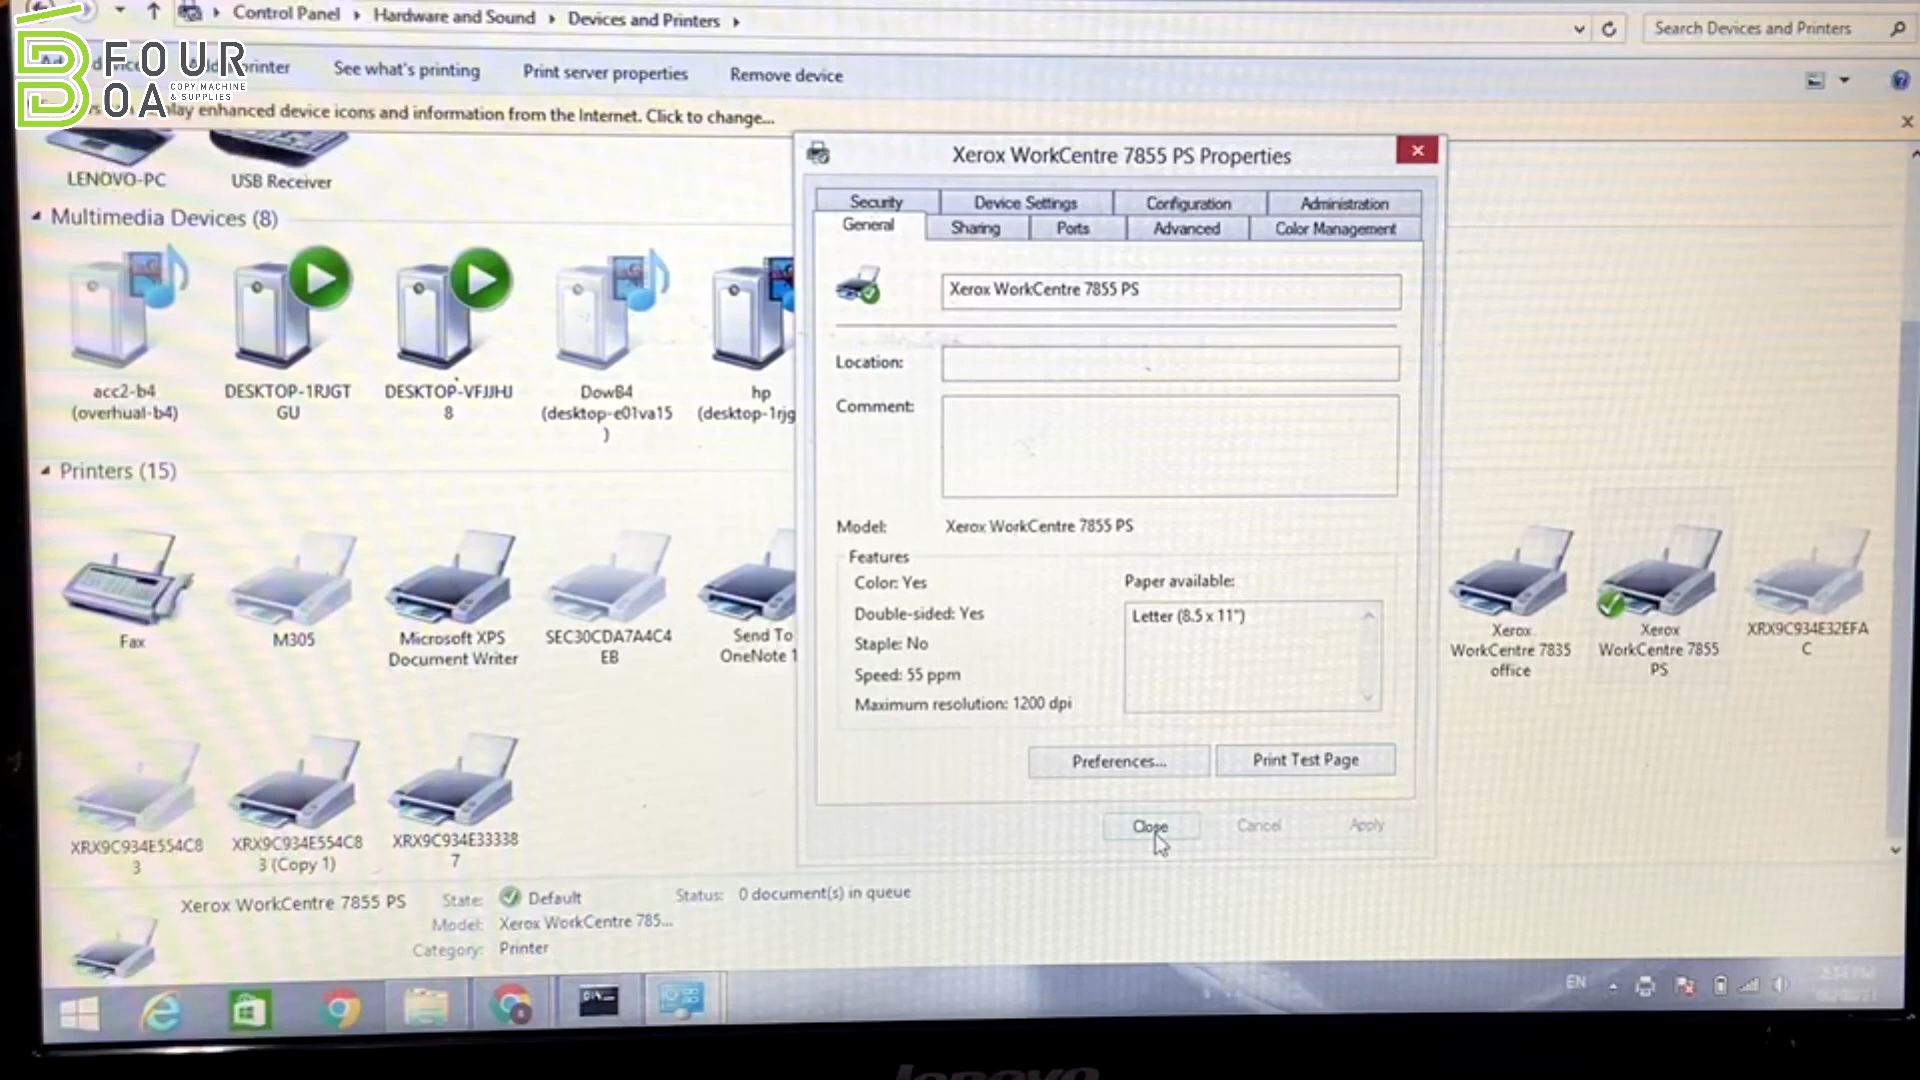 Control Panel › Hardware and Sound › Devices and Printers ›
Search Devices and Printers
FOUR
OA
COPY MACHINE
& SUPPLIES
See what's printing
Print server properties
Remove device
enhanced device icons and information from the Internet. Click to change...
LENOVO-PC
USB Receiver
Multimedia Devices (8)
acc2-b4
(overhual-b4)
DESKTOP-1RJGT
GU
DESKTOP-VFJJHJ
8
DowB4
(desktop-e01va15
)
hp
(desktop-1rjg
Printers (15)
Fax
M305
Microsoft XPS
Document Writer
SEC30CDA7A4C4
EB
Send To
OneNote 1
Xerox
WorkCentre 7835
office
Xerox
WorkCentre 7855
PS
XRX9C934E32EFA
C
XRX9C934E554C8
3
XRX9C934E554C8
3 (Copy 1)
XRX9C934E33338
7
Xerox WorkCentre 7855 PS Properties
Security
Device Settings
Configuration
Administration
General
Sharing
Ports
Advanced
Color Management
Xerox WorkCentre 7855 PS
Location:
Comment:
Model: Xerox WorkCentre 7855 PS
Features
Color: Yes
Double-sided: Yes
Staple: No
Speed: 55 ppm
Maximum resolution: 1200 dpi
Paper available:
Letter (8.5 x 11")
Preferences...
Print Test Page
Close
Cancel
Apply
Xerox WorkCentre 7855 PS
State: Default
Model: Xerox WorkCentre 785...
Category: Printer
Status: 0 document(s) in queue
EN
lenovo